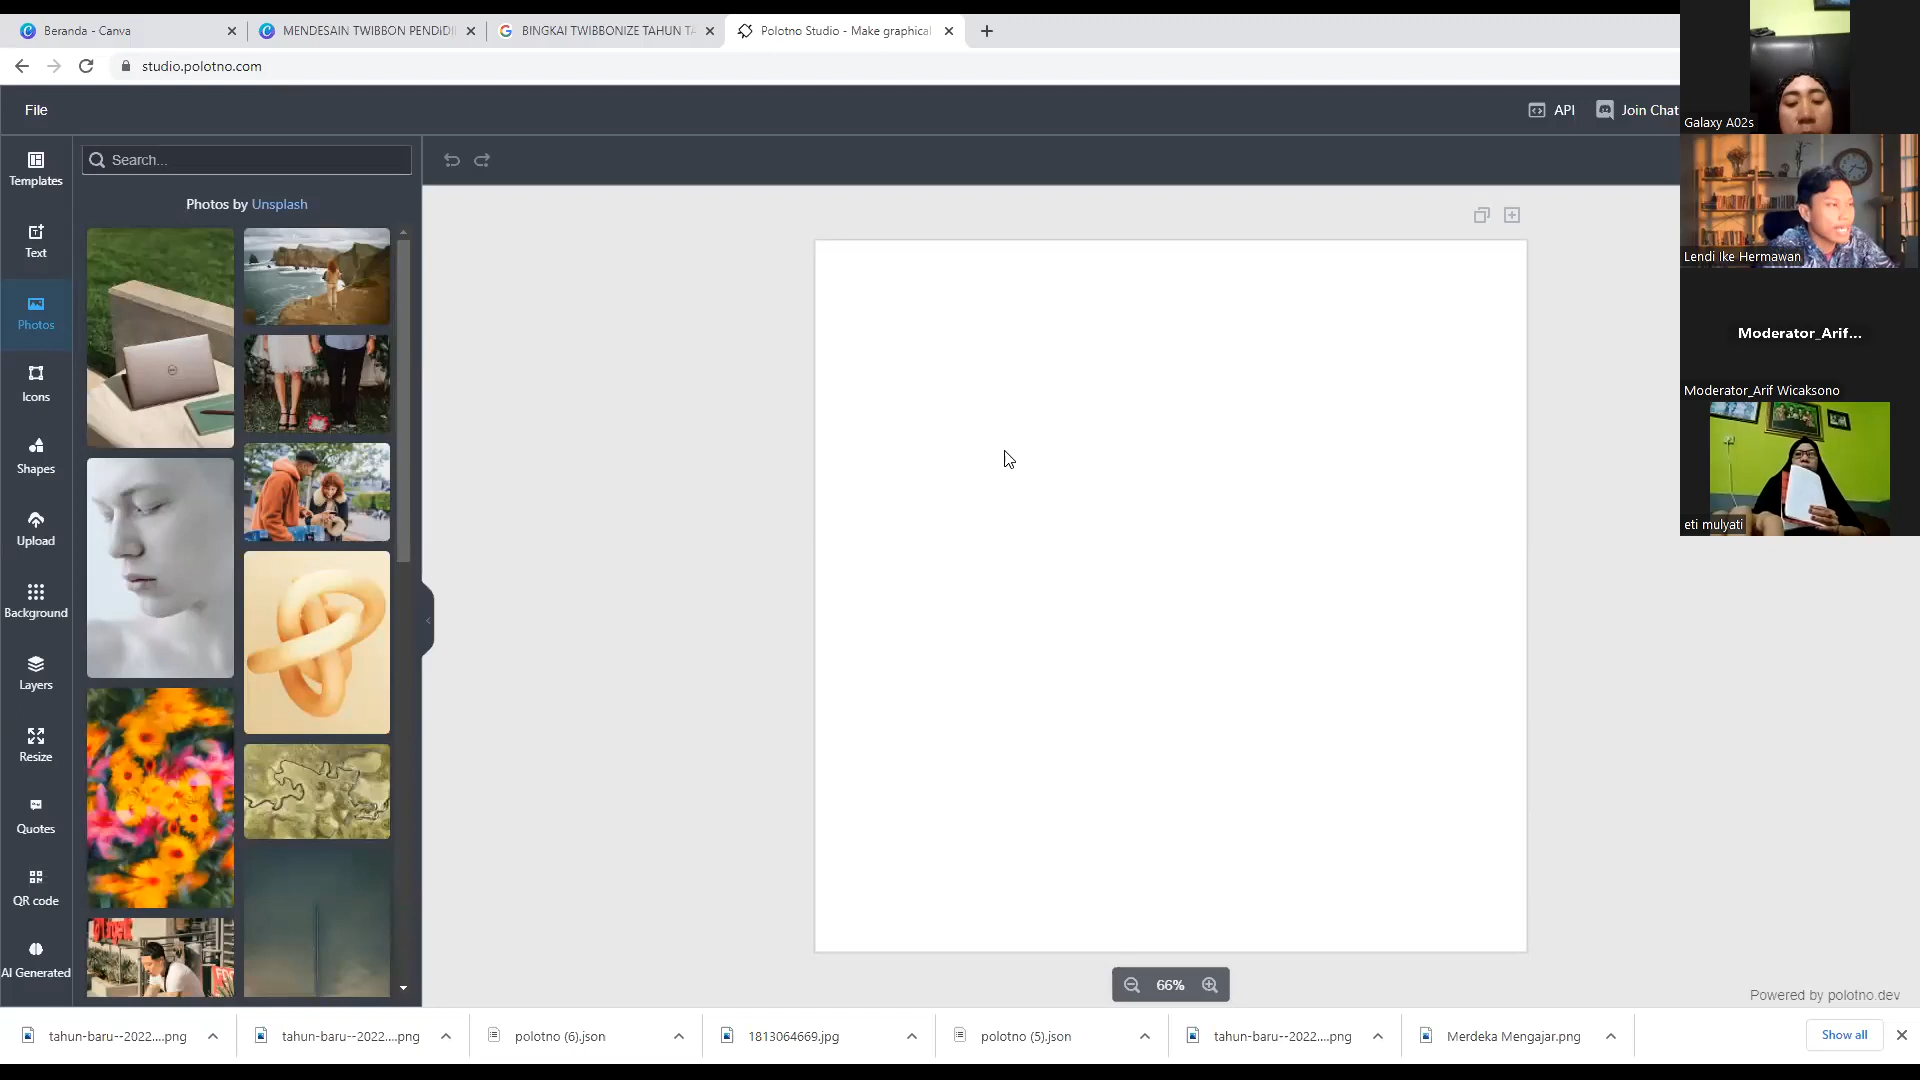 Beranda - Canva
MENDESAIN TWIBBON PENDIDI
BINGKAI TWIBBONIZE TAHUN TA
Polotno Studio - Make graphical
studio.polotno.com
File
API
Join Chat
Templates
Text
Photos
Icons
Shapes
Upload
Background
Layers
Resize
Quotes
QR code
AI Generated
Search...
Photos by Unsplash
66%
Powered by polotno.dev
Galaxy A02s
Lendi Ike Hermawan
Moderator_Arif...
Moderator_Arif Wicaksono
eti mulyati
tahun-baru--2022....png
tahun-baru--2022....png
polotno (6).json
1813064669.jpg
polotno (5).json
tahun-baru--2022....png
Merdeka Mengajar.png
Show all